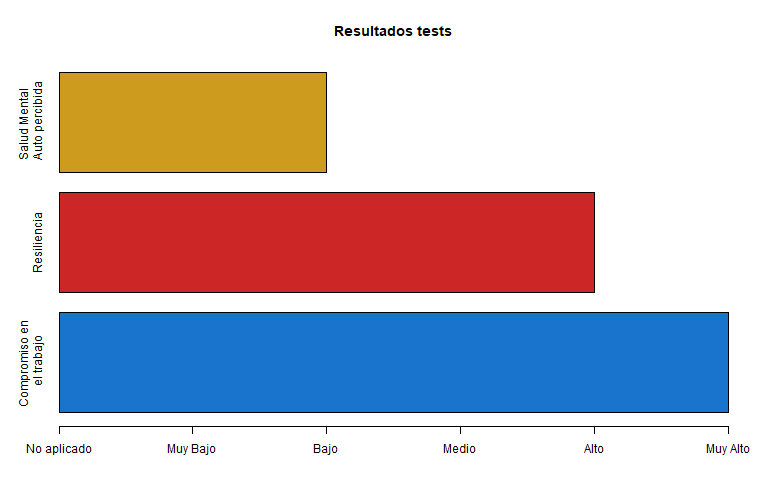 Resultados tests
Salud Mental
Auto percibida
Resiliencia
Compromiso en
el trabajo
No aplicado
Muy Bajo
Bajo
Medio
Alto
Muy Alto